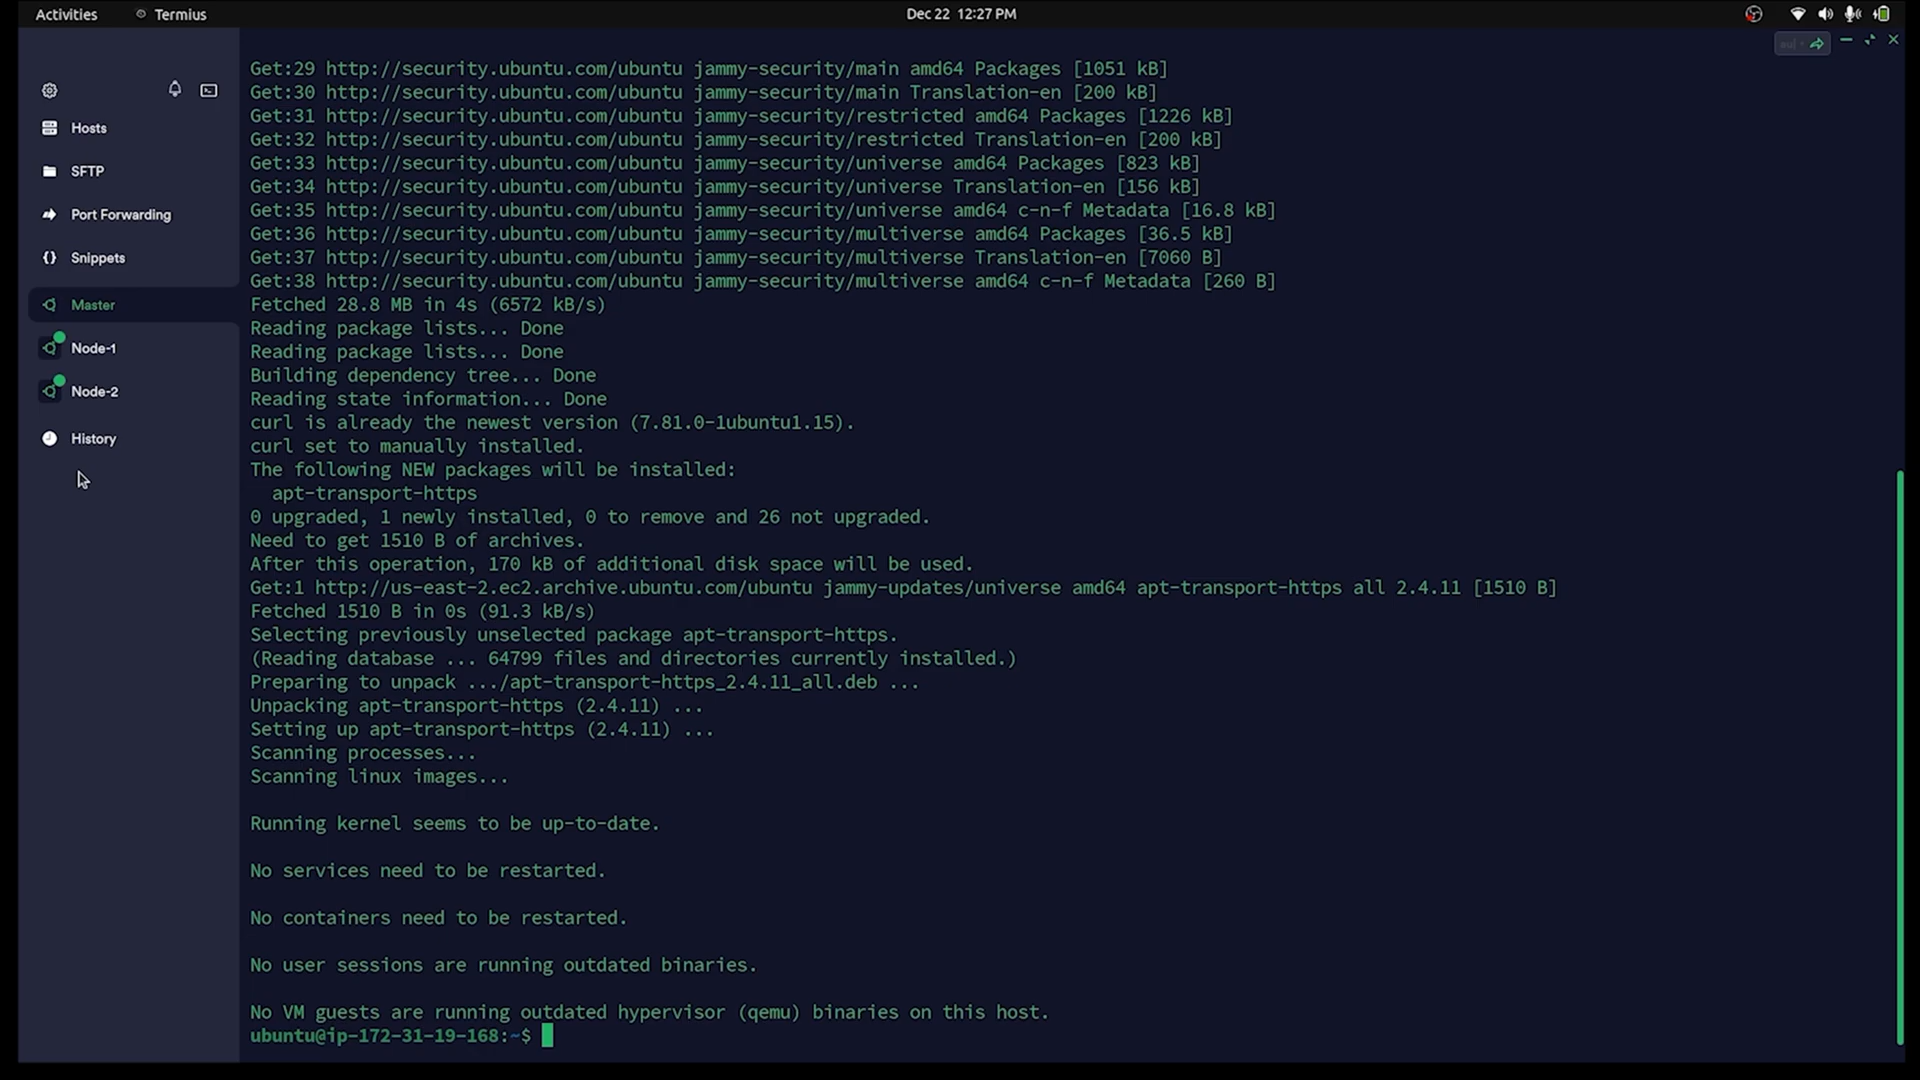 Activities
Termius
Dec 22 12:27 PM
Hosts
SFTP
Port Forwarding
Snippets
Master
Node-1
Node-2
History
Get:29 http://security.ubuntu.com/ubuntu jammy-security/main amd64 Packages [1051 kB]
Get:30 http://security.ubuntu.com/ubuntu jammy-security/main Translation-en [200 kB]
Get:31 http://security.ubuntu.com/ubuntu jammy-security/restricted amd64 Packages [1226 kB]
Get:32 http://security.ubuntu.com/ubuntu jammy-security/restricted Translation-en [200 kB]
Get:33 http://security.ubuntu.com/ubuntu jammy-security/universe amd64 Packages [823 kB]
Get:34 http://security.ubuntu.com/ubuntu jammy-security/universe Translation-en [156 kB]
Get:35 http://security.ubuntu.com/ubuntu jammy-security/universe amd64 c-n-f Metadata [16.8 kB]
Get:36 http://security.ubuntu.com/ubuntu jammy-security/multiverse amd64 Packages [36.5 kB]
Get:37 http://security.ubuntu.com/ubuntu jammy-security/multiverse Translation-en [7060 B]
Get:38 http://security.ubuntu.com/ubuntu jammy-security/multiverse amd64 c-n-f Metadata [260 B]
Fetched 28.8 MB in 4s (6572 kB/s)
Reading package lists... Done
Reading package lists... Done
Building dependency tree... Done
Reading state information... Done
curl is already the newest version (7.81.0-1ubuntu1.15).
curl set to manually installed.
The following NEW packages will be installed:
apt-transport-https
0 upgraded, 1 newly installed, 0 to remove and 26 not upgraded.
Need to get 1510 B of archives.
After this operation, 170 kB of additional disk space will be used.
Get:1 http://us-east-2.ec2.archive.ubuntu.com/ubuntu jammy-updates/universe amd64 apt-transport-https all 2.4.11 [1510 B]
Fetched 1510 B in 0s (91.3 kB/s)
Selecting previously unselected package apt-transport-https.
(Reading database ... 64799 files and directories currently installed.)
Preparing to unpack .../apt-transport-https_2.4.11_all.deb ...
Unpacking apt-transport-https (2.4.11) ...
Setting up apt-transport-https (2.4.11) ...
Scanning processes...
Scanning linux images...
Running kernel seems to be up-to-date.
No services need to be restarted.
No containers need to be restarted.
No user sessions are running outdated binaries.
No VM guests are running outdated hypervisor (qemu) binaries on this host.
ubuntu@ip-172-31-19-168:~$